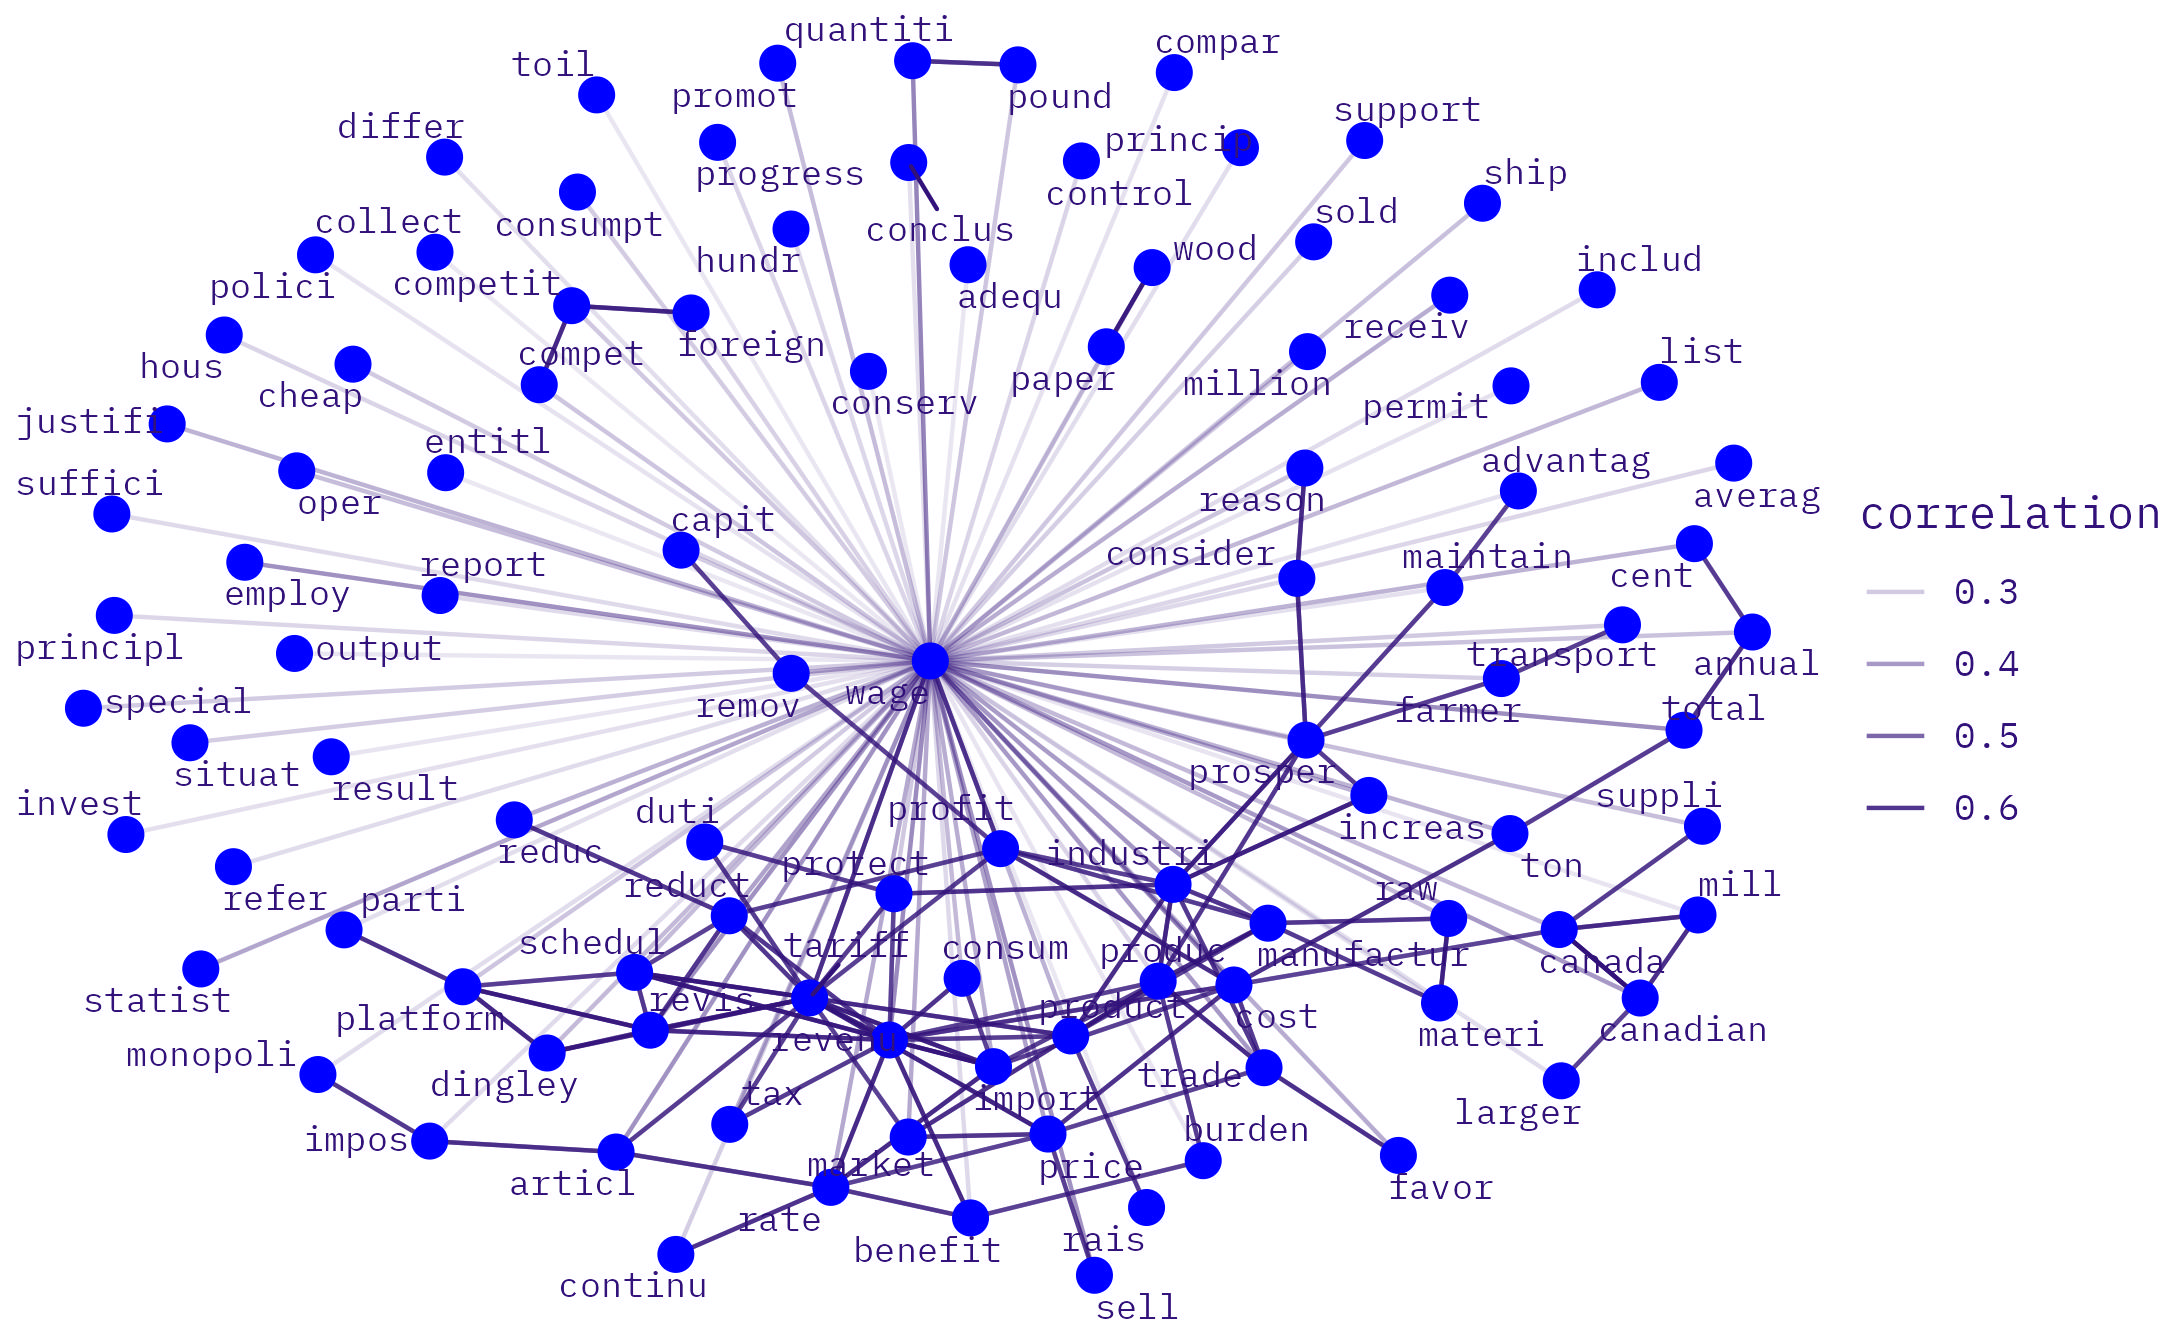 quantiti
compar
toil
promot
pound
support
differ
princip
progress
control
ship
collect
consumpt
conclus
sold
hundr
wood
includ
polici
competit
adequ
receiv
compet
foreign
hous
cheap
conserv
paper
million
list
permit
justifi
entitl
advantag
suffici
oper
reason
averag
correlation
capit
report
consider
maintain
cent
0.3
employ
principl
output
transport
annual
0.4
special
remov
wage
farmer
total
situat
result
prosper
0.5
invest
duti
profit
suppli
increas
0.6
reduc
protect
industri
ton
refer
parti
reduct
raw
mill
schedul
tariff
consum
produc
manufactur
canada
statist
platform
revis
product
cost
monopoli
revenu
materi
canadian
dingley
tax
import
trade
larger
impos
articl
market
price
burden
favor
rate
benefit
rais
continu
sell